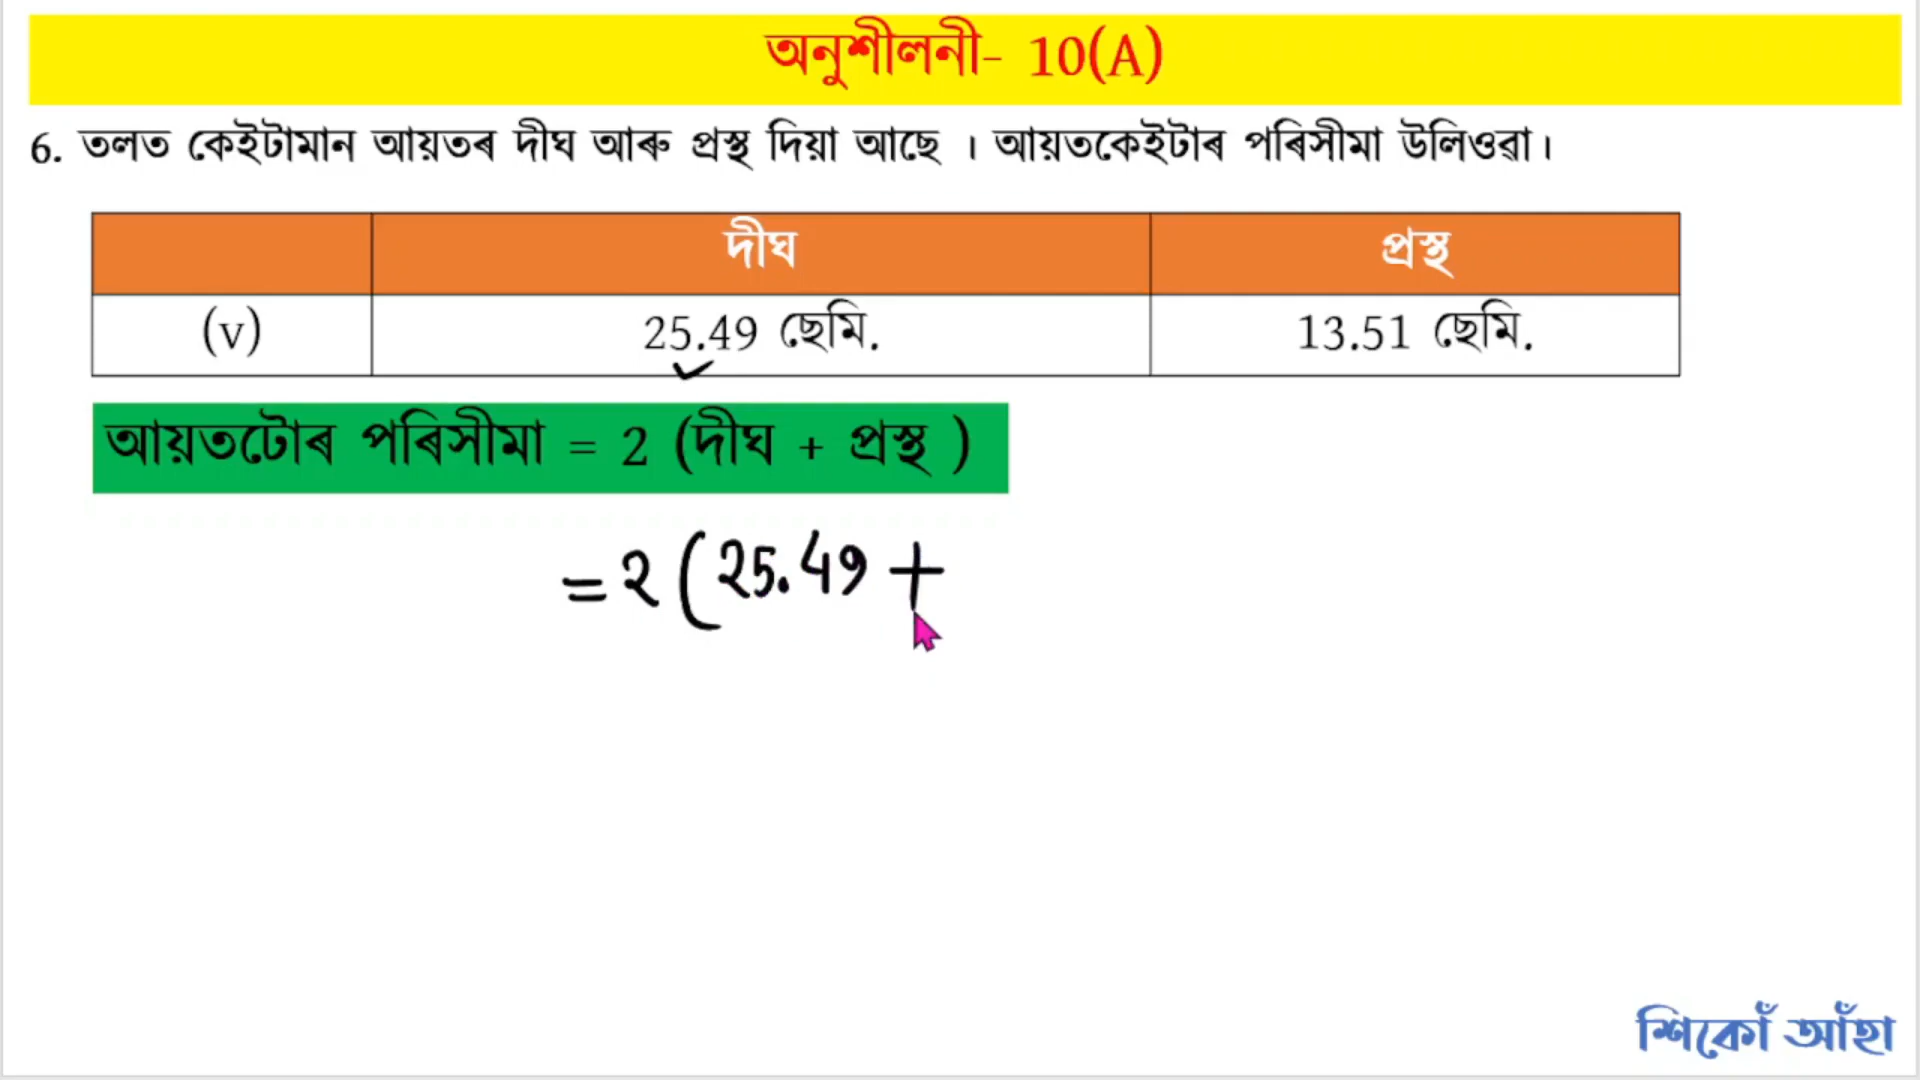 অনুশীলনী- 10(A)
6. তলত কেইটামান আয়তৰ দীঘ আৰু প্ৰস্থ দিয়া আছে । আয়তকেইটাৰ পৰিসীমা উলিওৱা।
দীঘ প্ৰস্থ
(v) 25.49 ছেমি. 13.51 ছেমি.
আয়তটোৰ পৰিসীমা = 2 (দীঘ + প্ৰস্থ )
= 2 (25.49 +
শিকোঁ আঁহা